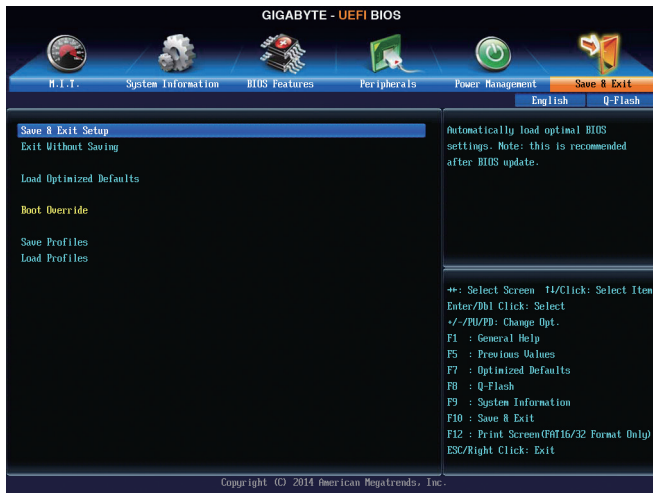 GIGABYTE - UEFI BIOS
M.I.T.
System Information
BIOS Features
Peripherals
Power Management
Save & Exit
English
Q-Flash
Save & Exit Setup
Exit Without Saving
Load Optimized Defaults
Boot Override
Save Profiles
Load Profiles
Automatically load optimal BIOS
settings. Note: this is recommended
after BIOS update.
→←: Select Screen ↑↓/Click: Select Item
Enter/Dbl Click: Select
+/-/PU/PD: Change Opt.
F1 : General Help
F5 : Previous Values
F7 : Optimized Defaults
F8 : Q-Flash
F9 : System Information
F10 : Save & Exit
F12 : Print Screen(FAT16/32 Format Only)
ESC/Right Click: Exit
Copyright (C) 2014 American Megatrends, Inc.